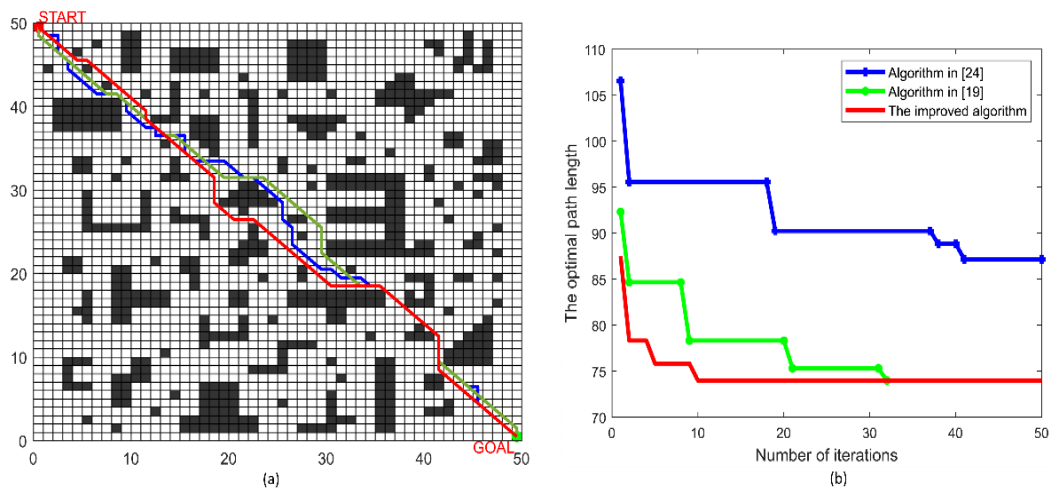 START
50
40
30
20
10
0
GOAL
0 10 20 30 40 50
(a)
110
105
100
95
90
85
80
75
70
The optimal path length
Algorithm in [24]
Algorithm in [19]
The improved algorithm
0 10 20 30 40 50
Number of iterations
(b)